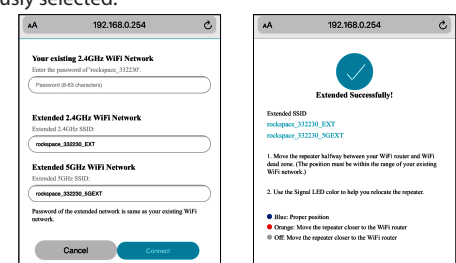 usly selected.
AA 192.168.0.254
Your existing 2.4GHz WiFi Network
Enter the password of 'rockspace_332230'.
Password (8-63 characters)
Extended 2.4GHz WiFi Network
Extended 2.4GHz SSID:
rockspace_332230_EXT
Extended 5GHz WiFi Network
Extended 5GHz SSID:
rockspace_332230_5GEXT
Password of the extended network is same as your existing WiFi
network.
Cancel Connect
AA 192.168.0.254
Extended Successfully!
Extended SSID
rockspace_332230_EXT
rockspace_332230_5GEXT
1. Move the repeater halfway between your WiFi router and WiFi
dead zone. (The position must be within the range of your existing
WiFi network.)
2. Use the Signal LED color to help you relocate the repeater.
Blue: Proper position
Orange: Move the repeater closer to the WiFi router
Off: Move the repeater closer to the WiFi router